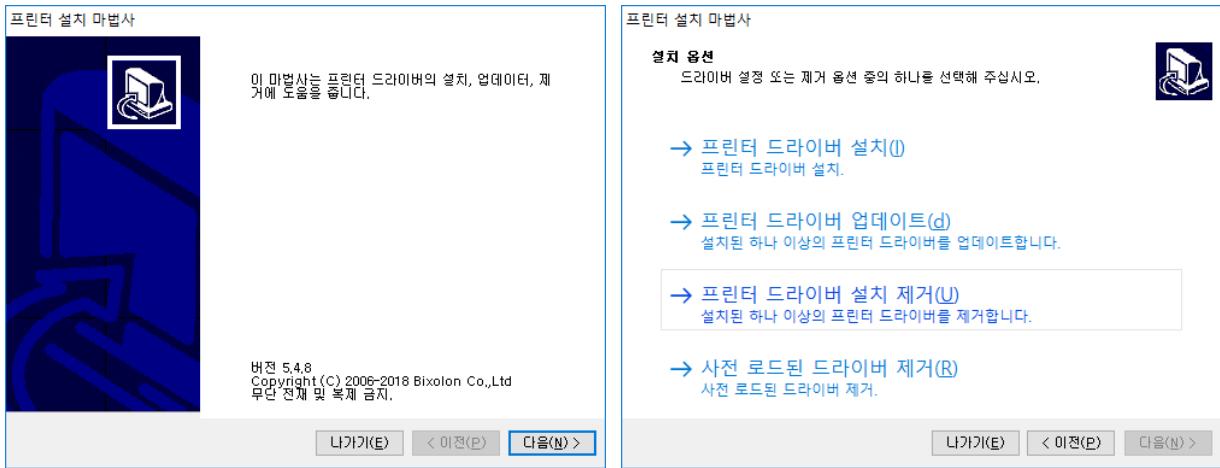 프린터 설치 마법사
이 마법사는 프린터 드라이버의 설치, 업데이터, 제
거에 도움을 줍니다.
버전 5.4.8
Copyright (C) 2006-2018 Bixolon Co.,Ltd
무단 전재 및 복제 금지.
나가기(E)
< 이전(P)
다음(N) >
프린터 설치 마법사
설치 옵션
드라이버 설정 또는 제거 옵션 중의 하나를 선택해 주십시오.
→ 프린터 드라이버 설치(I)
프린터 드라이버 설치.
→ 프린터 드라이버 업데이트(d)
설치된 하나 이상의 프린터 드라이버를 업데이트합니다.
→ 프린터 드라이버 설치 제거(U)
설치된 하나 이상의 프린터 드라이버를 제거합니다.
→ 사전 로드된 드라이버 제거(R)
사전 로드된 드라이버 제거.
나가기(E)
< 이전(P)
다음(N) >